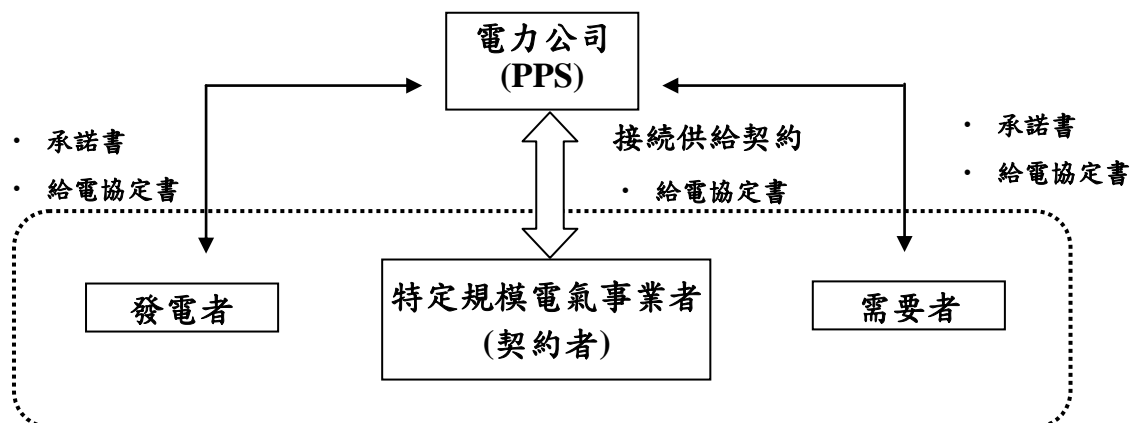 電力公司
(PPS)
・ 承諾書
・ 給電協定書
接続供給契約
・ 給電協定書
・ 承諾書
・ 給電協定書
發電者
特定規模電氣事業者
(契約者)
需要者